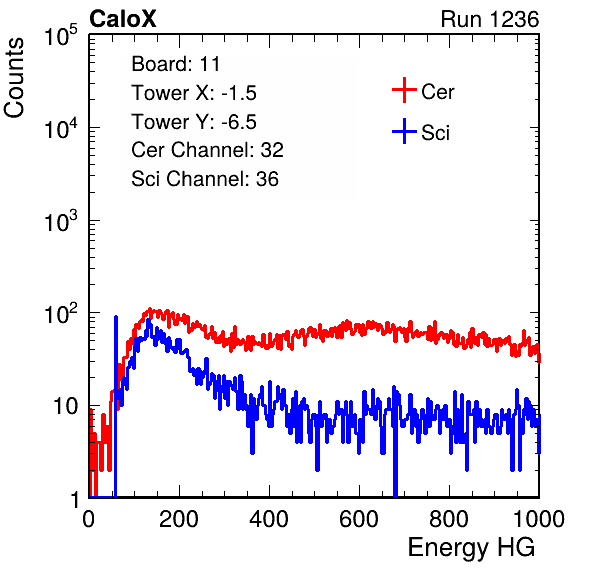 CaloX Run 1236
Counts
Board: 11
Tower X: -1.5
Tower Y: -6.5
Cer Channel: 32
Sci Channel: 36
Cer
Sci
10^5
10^4
10^3
10^2
10
1
0 200 400 600 800 1000
Energy HG